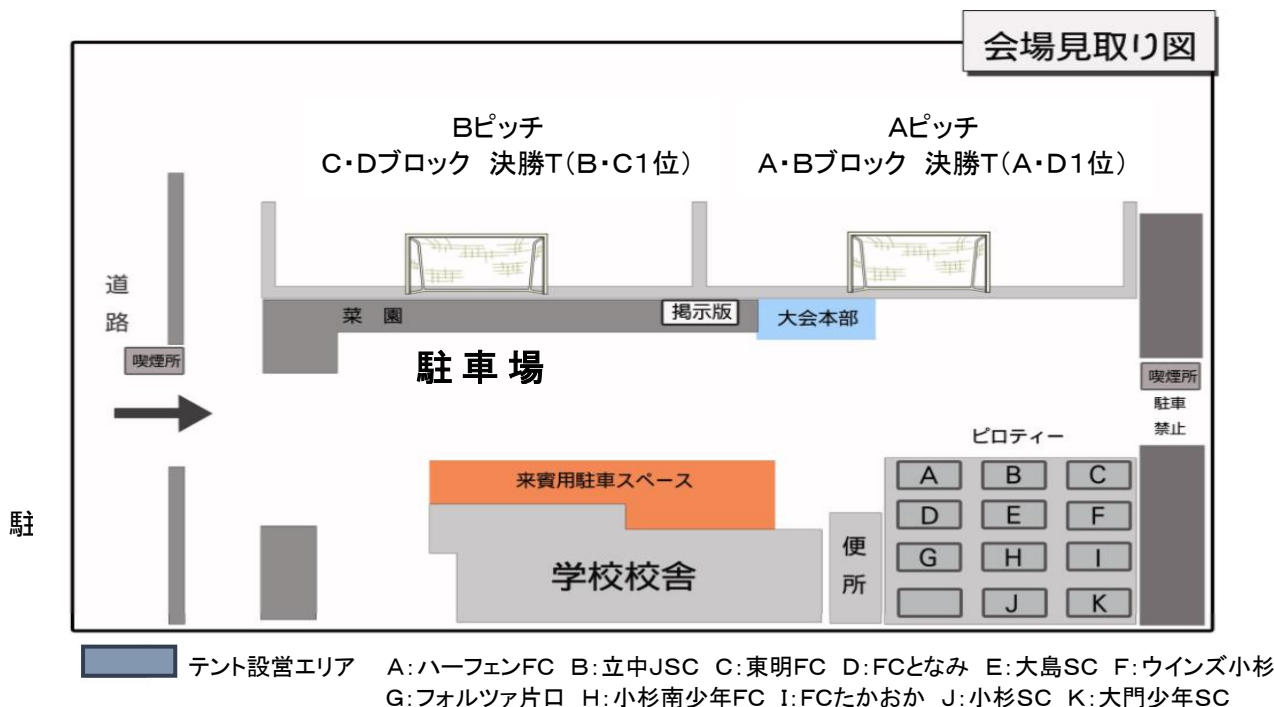 会場見取り図
Bピッチ
C・Dブロック 決勝T(B・C1位)
Aピッチ
A・Bブロック 決勝T(A・D1位)
道
路
喫煙所
菜 園
掲示版
大会本部
駐車場
喫煙所
駐車
禁止
ピロティー
来賓用駐車スペース
A B C
D E F
G H I
J K
便
所
学校校舎
駐
テント設営エリア A:ハーフェンFC B:立中JSC C:東明FC D:FCとなみ E:大島SC F:ウインズ小杉
G:フォルツァ片口 H:小杉南少年FC I:FCたかおか J:小杉SC K:大門少年SC